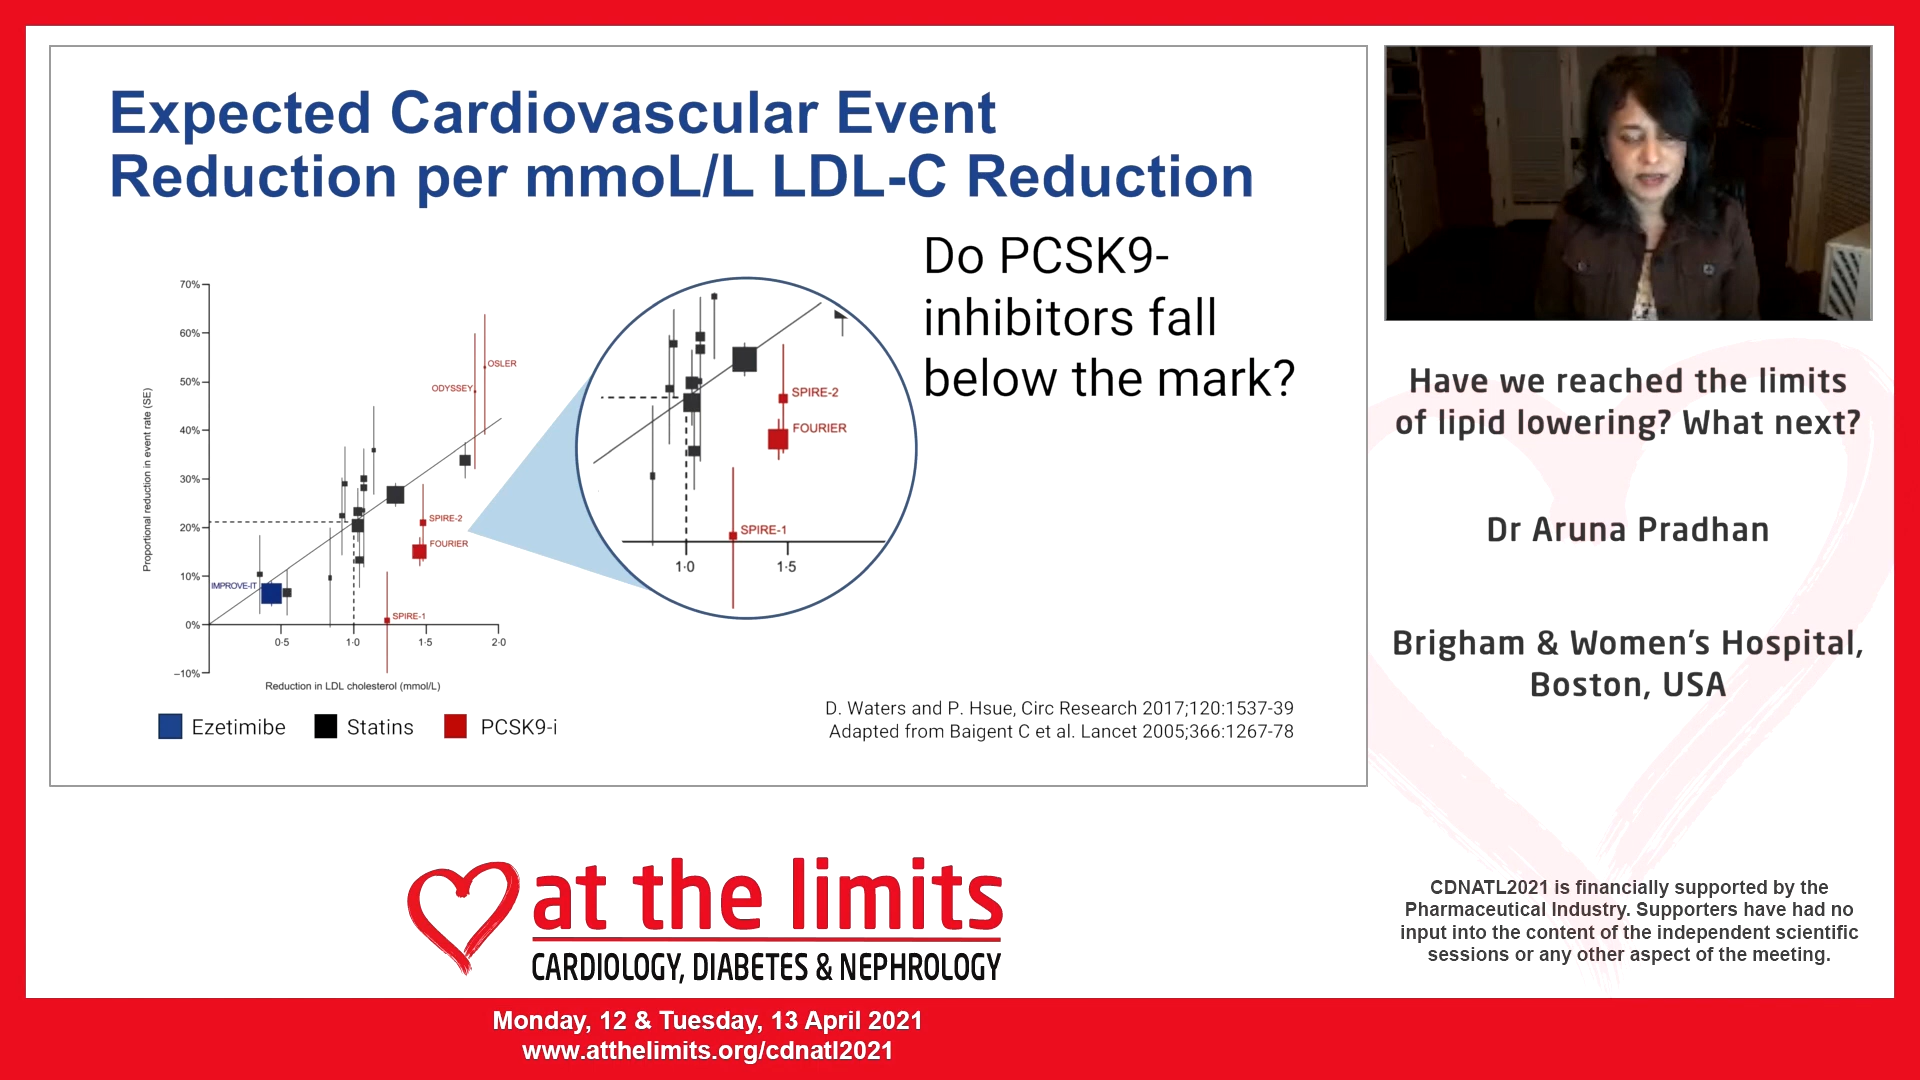 Expected Cardiovascular Event
Reduction per mmoL/L LDL-C Reduction
Do PCSK9-
inhibitors fall
below the mark?
Proportional reduction in event rate (SE)
70%
60%
50%
40%
30%
20%
10%
0%
–10%
OSLER
ODYSSEY
SPIRE-2
FOURIER
IMPROVE-IT
SPIRE-1
0·5
1·0
1·5
2·0
Reduction in LDL cholesterol (mmol/L)
SPIRE-2
FOURIER
SPIRE-1
1·0
1·5
Ezetimibe
Statins
PCSK9-i
D. Waters and P. Hsue, Circ Research 2017;120:1537-39
Adapted from Baigent C et al. Lancet 2005;366:1267-78
Have we reached the limits
of lipid lowering? What next?
Dr Aruna Pradhan
Brigham & Women's Hospital,
Boston, USA
CDNATL2021 is financially supported by the
Pharmaceutical Industry. Supporters have had no
input into the content of the independent scientific
sessions or any other aspect of the meeting.
at the limits
CARDIOLOGY, DIABETES & NEPHROLOGY
Monday, 12 & Tuesday, 13 April 2021
www.atthelimits.org/cdnatl2021